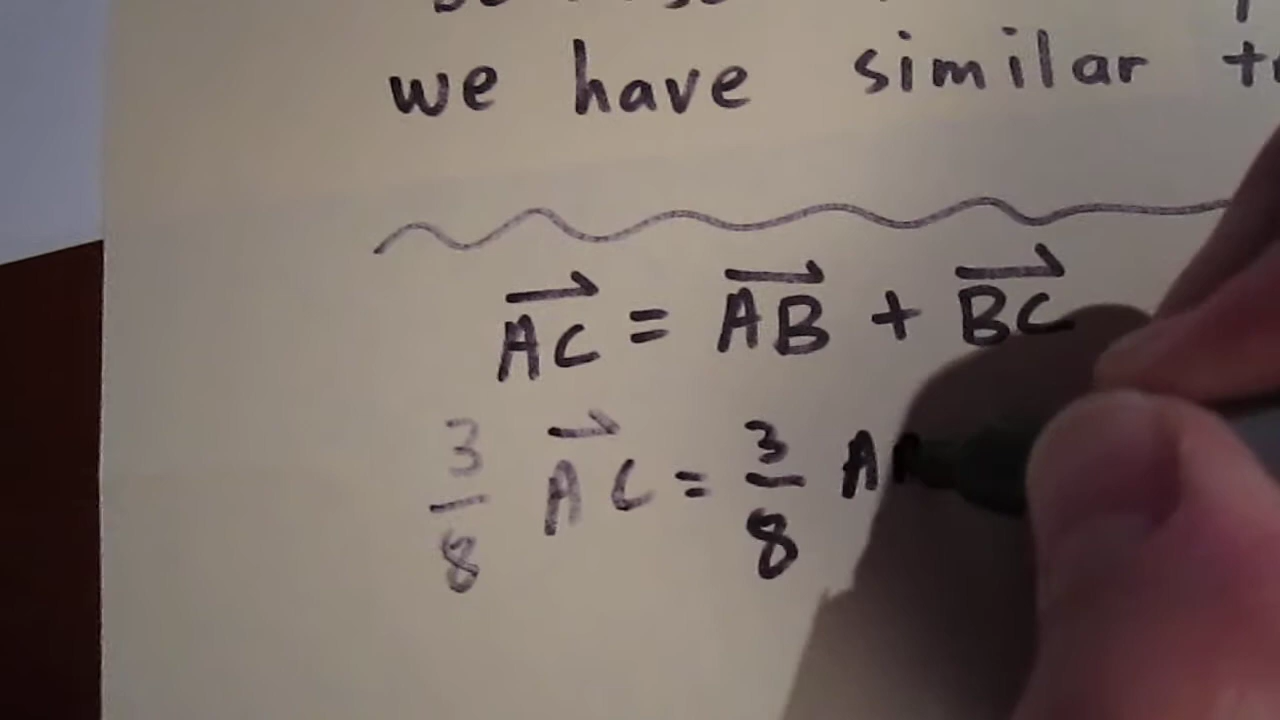 we have similar
AC⃗ = AB⃗ + BC⃗
3/8 AC⃗ = 3/8 A